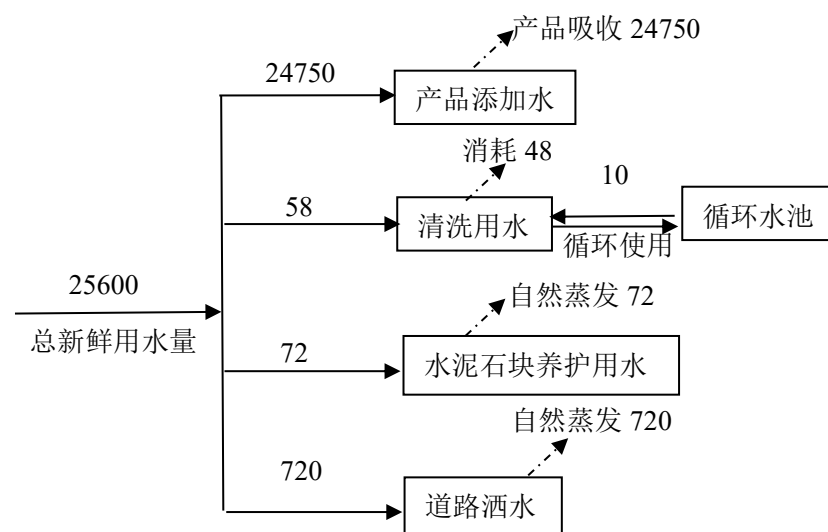 产品吸收 24750
24750
产品添加水
消耗 48
10
58
清洗用水
循环水池
循环使用
25600
总新鲜用水量
自然蒸发 72
72
水泥石块养护用水
自然蒸发 720
720
道路洒水